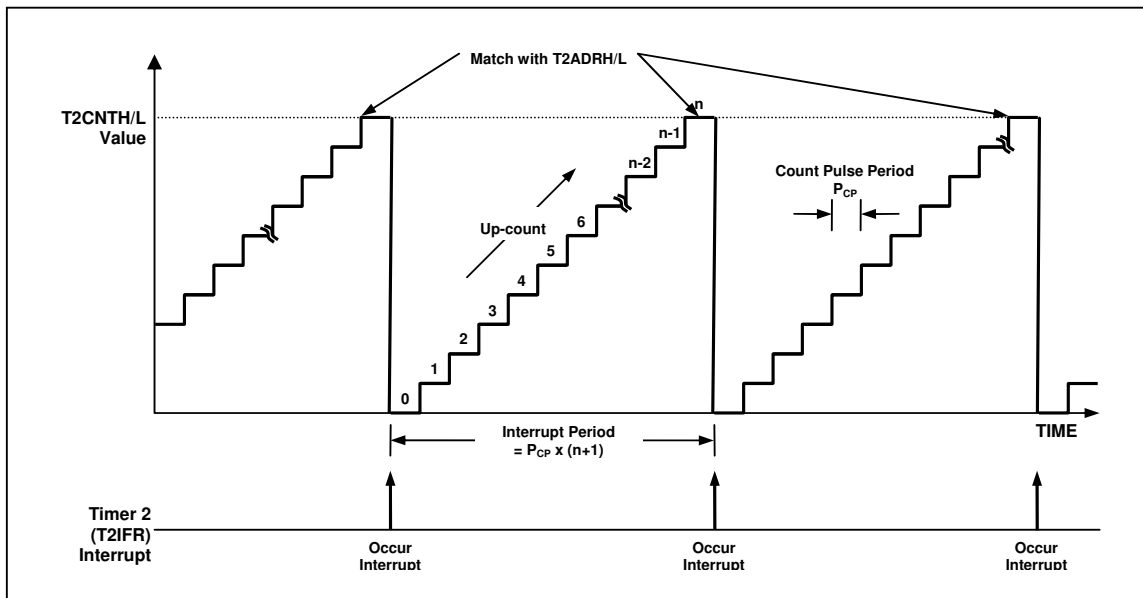 Match with T2ADRH/L
T2CNTH/L
Value
n
n-1
n-2
Count Pulse Period
PCP
Up-count
6
5
4
3
2
1
0
Interrupt Period
= PCP x (n+1)
TIME
Timer 2
(T2IFR)
Interrupt
Occur
Interrupt
Occur
Interrupt
Occur
Interrupt